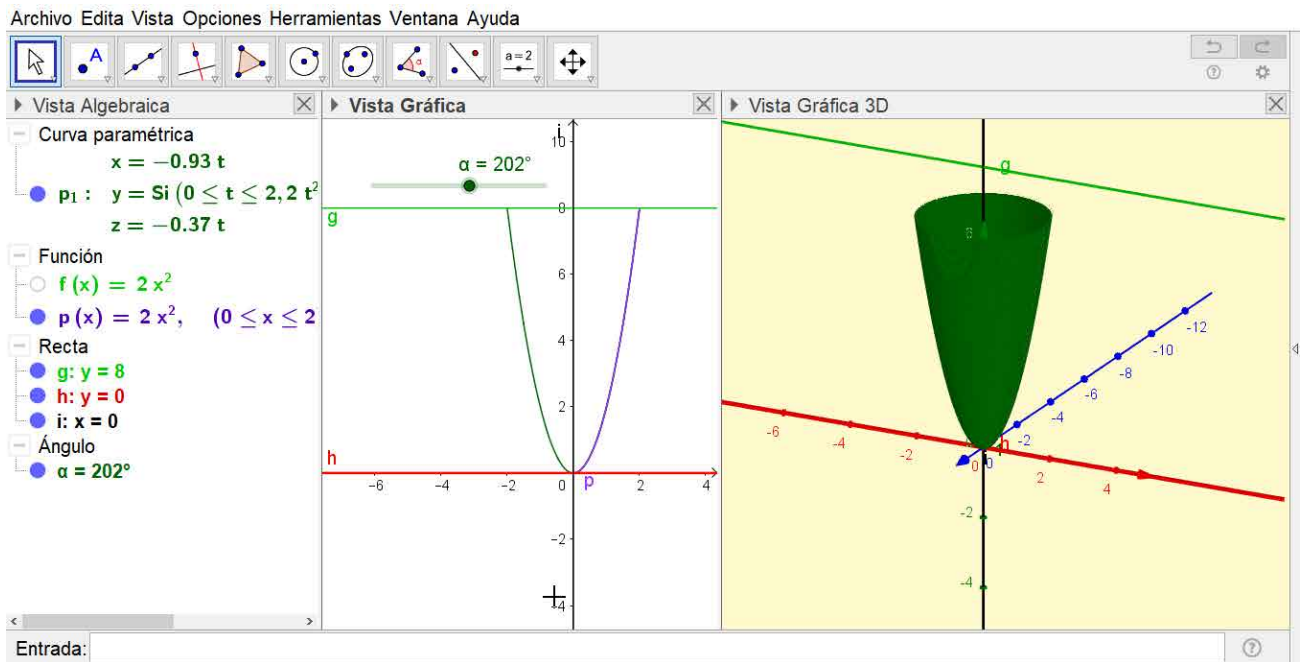 Archivo Edita Vista Opciones Herramientas Ventana Ayuda
A
α
a=2
Vista Algebraica
Curva paramétrica
x = −0.93 t
p₁ : y = Si (0 ≤ t ≤ 2, 2 t²
z = −0.37 t
Función
f (x) = 2 x²
p (x) = 2 x², (0 ≤ x ≤ 2
Recta
g: y = 8
h: y = 0
i: x = 0
Ángulo
α = 202°
Vista Gráfica
i
10
α = 202°
8
g
6
4
2
h
p
-6 -4 -2 0 2 4
-2
-4
Vista Gráfica 3D
g
-12
-10
-8
-6
-4
-2
0
-6 -4 -2 0 2 4
h
-2
-4
Entrada: